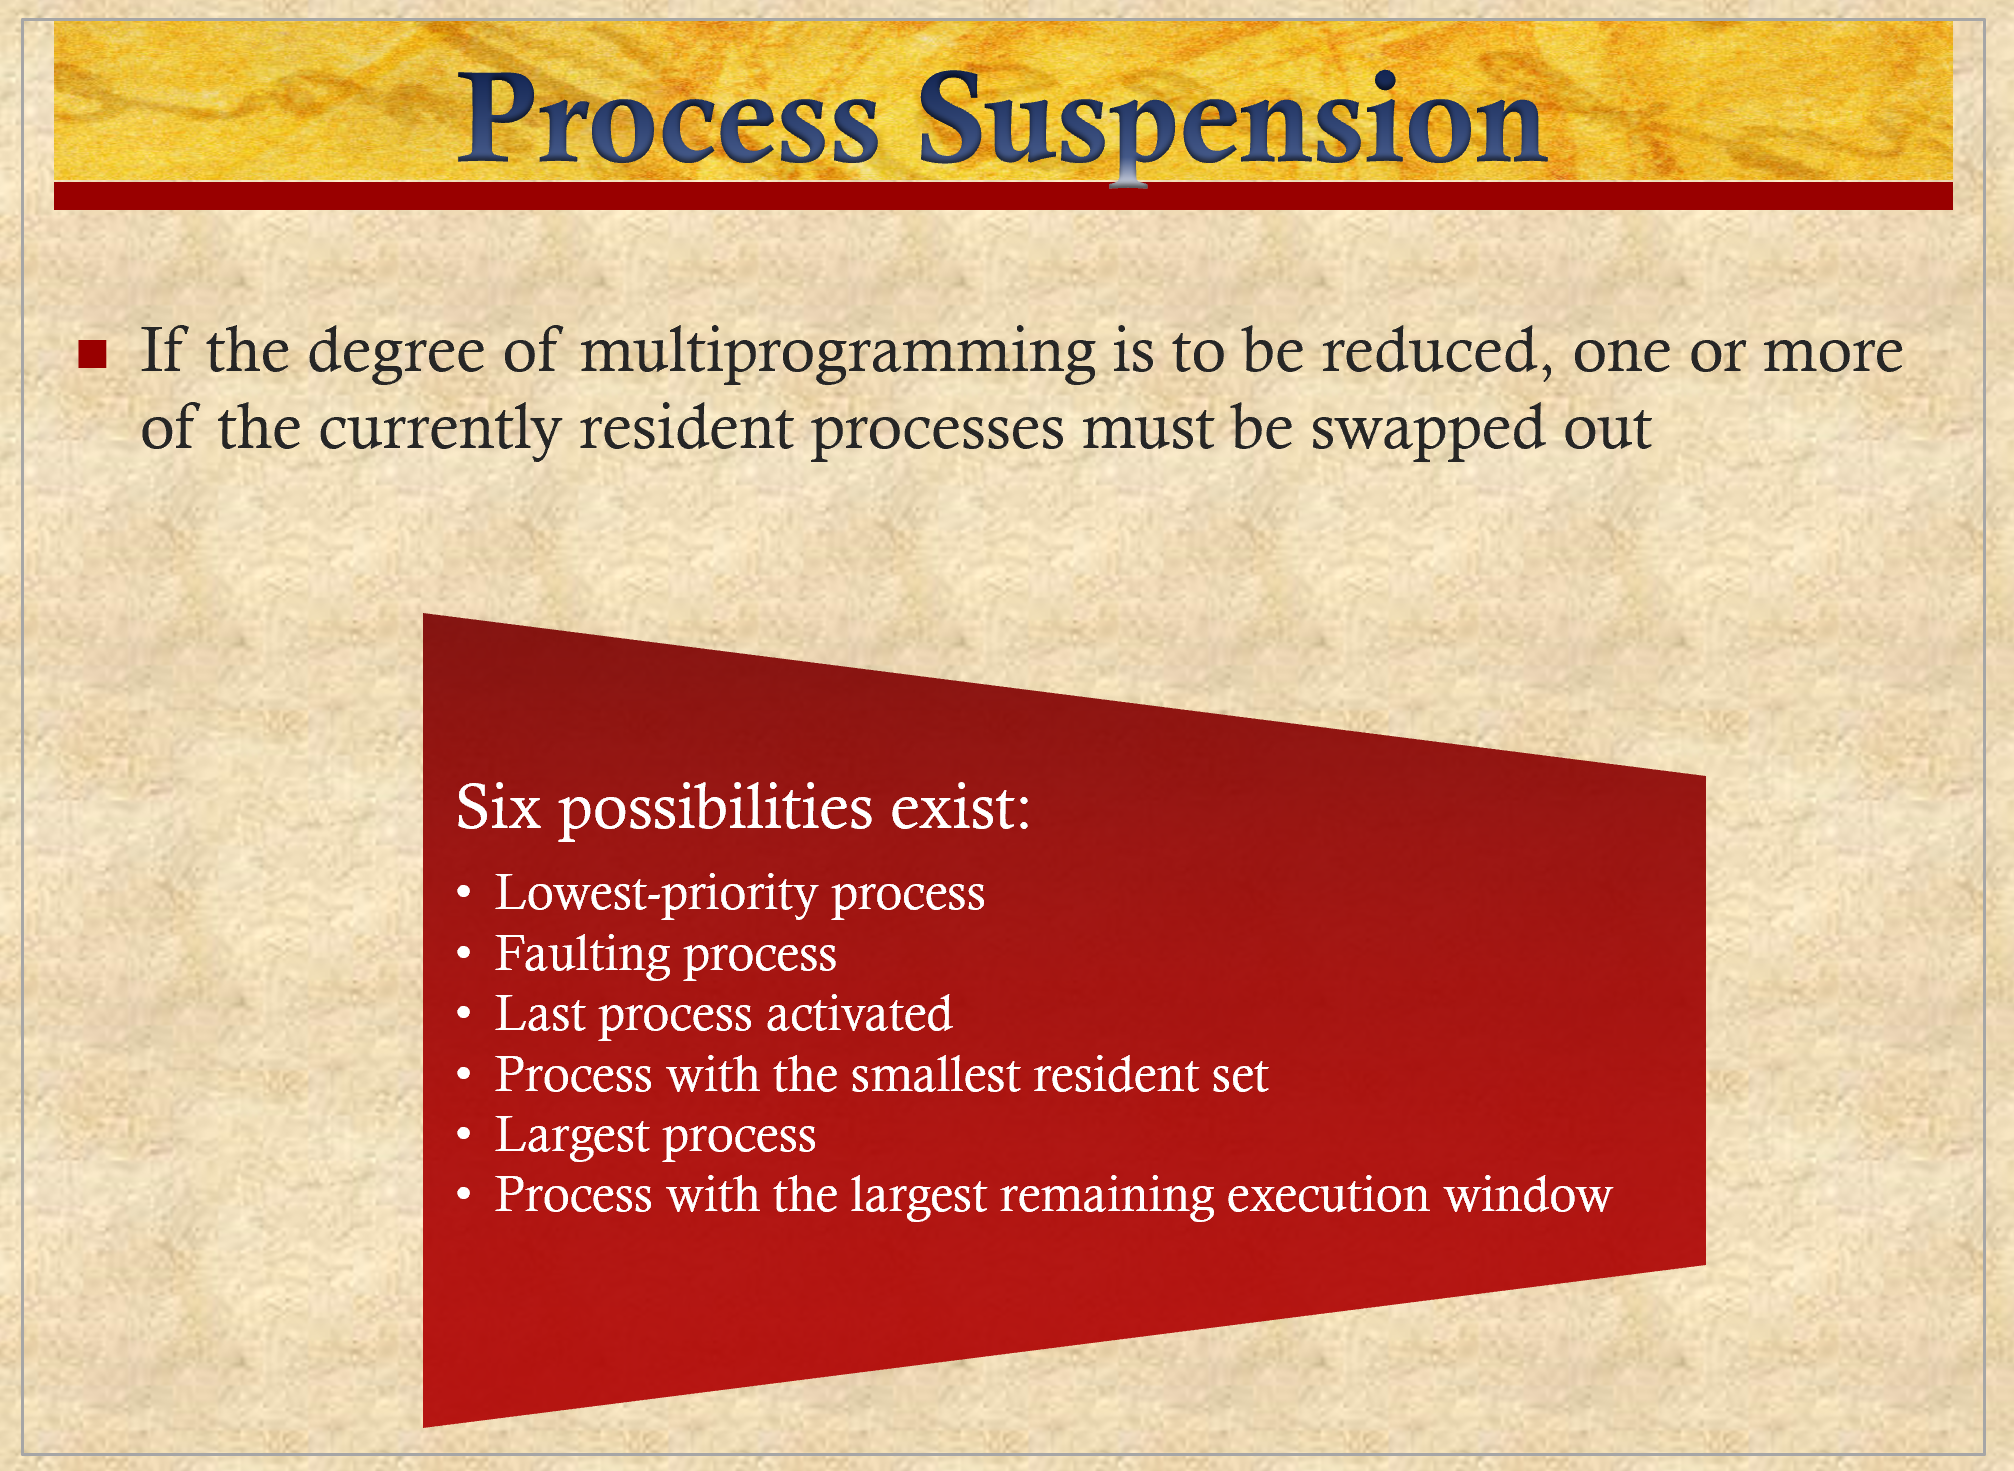 Process Suspension
■ If the degree of multiprogramming is to be reduced, one or more
of the currently resident processes must be swapped out
Six possibilities exist:
• Lowest-priority process
• Faulting process
• Last process activated
• Process with the smallest resident set
• Largest process
• Process with the largest remaining execution window